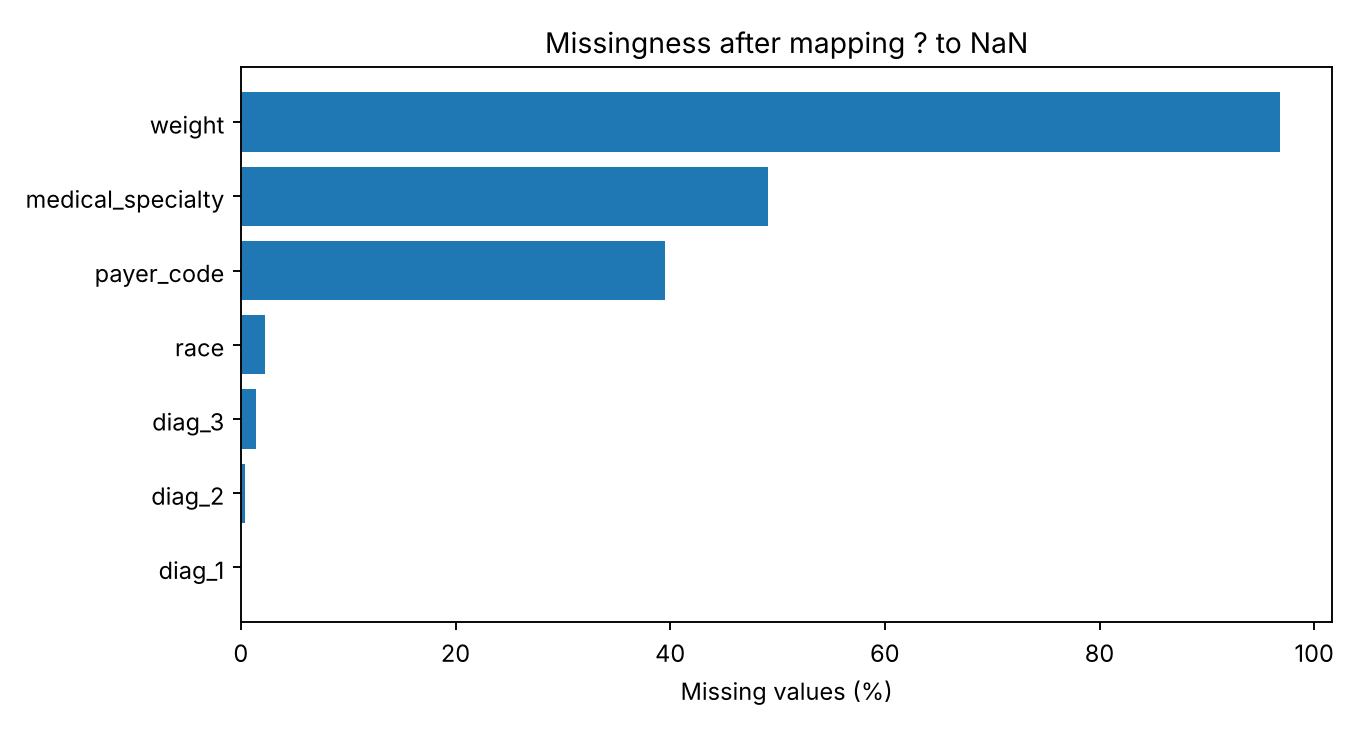 Missingness after mapping ? to NaN
weight
medical_specialty
payer_code
race
diag_3
diag_2
diag_1
0 20 40 60 80 100
Missing values (%)